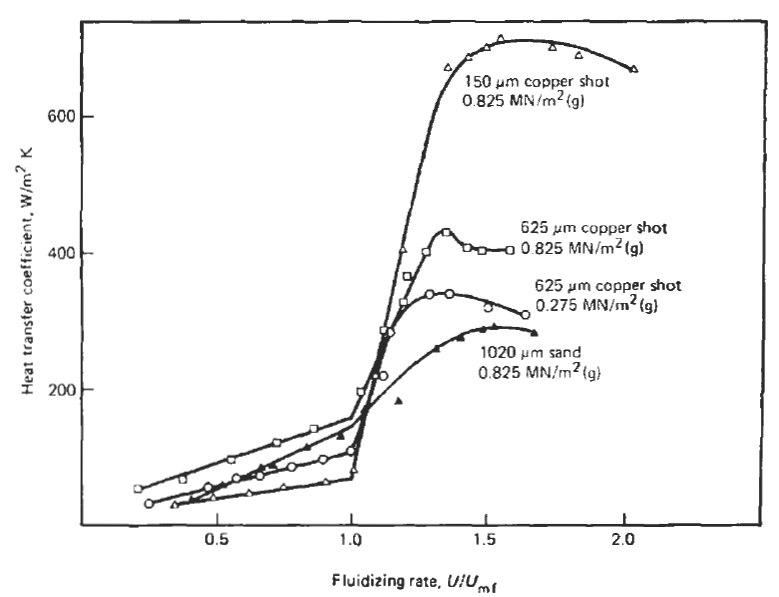 600
400
200
Heat transfer coefficient, W/m² K
150 μm copper shot
0.825 MN/m²(g)
625 μm copper shot
0.825 MN/m²(g)
625 μm copper shot
0.275 MN/m²(g)
1020 μm sand
0.825 MN/m²(g)
0.5
1.0
1.5
2.0
Fluidizing rate, U/Umf